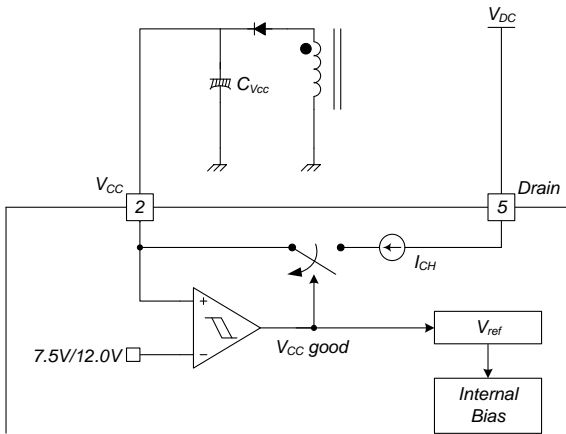 V_DC
C_Vcc
V_CC
Drain
2
5
I_CH
+
−
7.5V/12.0V
V_CC good
V_ref
Internal
Bias